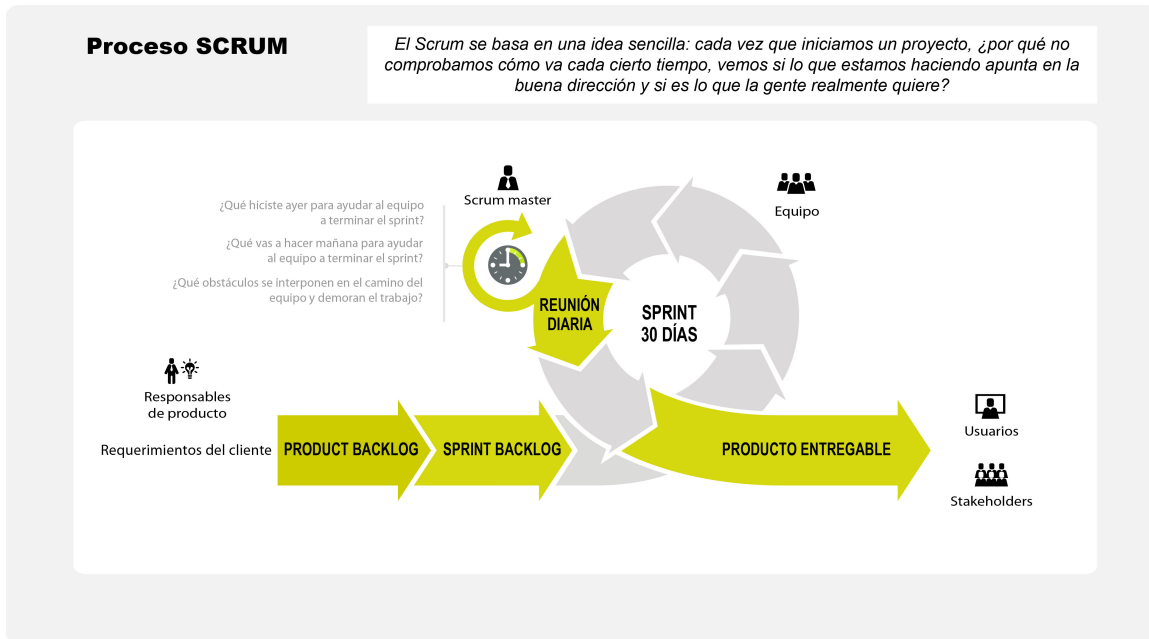 Proceso SCRUM
El Scrum se basa en una idea sencilla: cada vez que iniciamos un proyecto, ¿por qué no
comprobamos cómo va cada cierto tiempo, vemos si lo que estamos haciendo apunta en la
buena dirección y si es lo que la gente realmente quiere?
Scrum master
¿Qué hiciste ayer para ayudar al equipo
a terminar el sprint?
¿Qué vas a hacer mañana para ayudar
al equipo a terminar el sprint?
¿Qué obstáculos se interponen en el camino del
equipo y demoran el trabajo?
Equipo
REUNIÓN
DIARIA
SPRINT
30 DÍAS
Responsables
de producto
Requerimientos del cliente
PRODUCT BACKLOG
SPRINT BACKLOG
PRODUCTO ENTREGABLE
Usuarios
Stakeholders